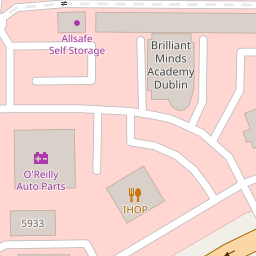 Allsafe
Self Storage
Brilliant
Minds
Academy
Dublin
O'Reilly
Auto Parts
IHOP
5933